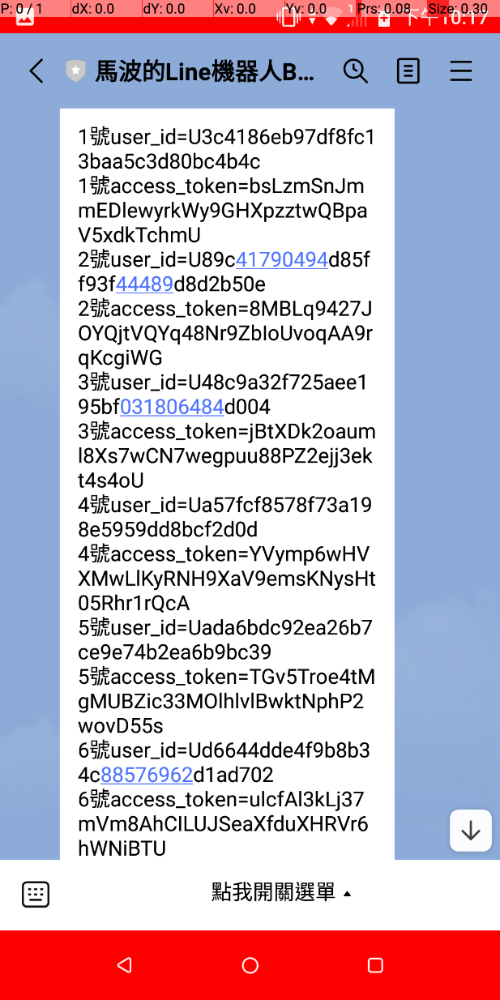 P: 0 / 1 dX: 0.0 dY: 0.0 Xv: 0.0 Yv: 0.0 Prs: 0.08 Size: 0.30
下午10:17
馬波的Line機器人B...
1號user_id=U3c4186eb97df8fc1
3baa5c3d80bc4b4c
1號access_token=bsLzmSnJm
mEDlewyrkWy9GHXpzztwQBpa
V5xdkTchmU
2號user_id=U89c41790494d85f
f93f44489d8d2b50e
2號access_token=8MBLq9427J
OYQjtVQYq48Nr9ZbIoUvoqAA9r
qKcgiWG
3號user_id=U48c9a32f725aee1
95bf031806484d004
3號access_token=jBtXDk2oaum
l8Xs7wCN7wegpuu88PZ2ejj3ek
t4s4oU
4號user_id=Ua57fcf8578f73a19
8e5959dd8bcf2d0d
4號access_token=YVymp6wHV
XMwLlKyRNH9XaV9emsKNysHt
05Rhr1rQcA
5號user_id=Uada6bdc92ea26b7
ce9e74b2ea6b9bc39
5號access_token=TGv5Troe4tM
gMUBZic33MOlhlvlBwktNphP2
wovD55s
6號user_id=Ud6644dde4f9b8b3
4c88576962d1ad702
6號access_token=ulcfAl3kLj37
mVm8AhCILUJSeaXfduXHRVr6
hWNiBTU
點我開關選單